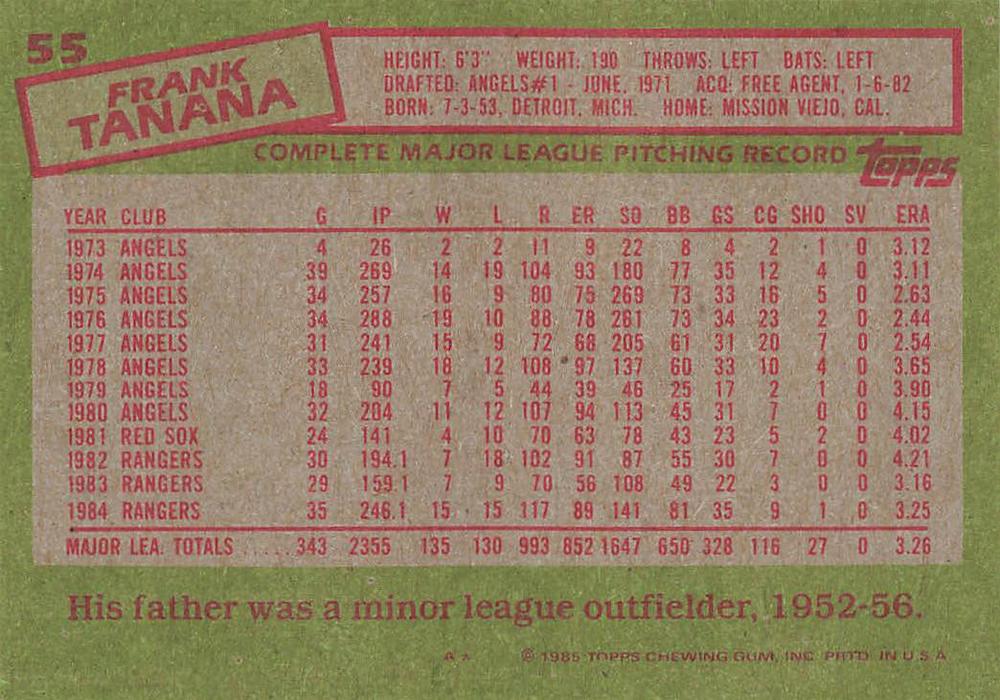 55
FRANK
TANANA
HEIGHT: 6'3" WEIGHT: 190 THROWS: LEFT BATS: LEFT
DRAFTED: ANGELS#1 - JUNE, 1971 ACQ: FREE AGENT, 1-6-82
BORN: 7-3-53, DETROIT, MICH. HOME: MISSION VIEJO, CAL.
COMPLETE MAJOR LEAGUE PITCHING RECORD topps
YEAR CLUB G IP W L R ER SO BB GS CG SHO SV ERA
1973 ANGELS 4 26 2 2 11 9 22 8 4 2 1 0 3.12
1974 ANGELS 39 269 14 19 104 93 180 77 35 12 4 0 3.11
1975 ANGELS 34 257 16 9 80 75 269 73 33 16 5 0 2.63
1976 ANGELS 34 288 19 10 88 78 261 73 34 23 2 0 2.44
1977 ANGELS 31 241 15 9 72 68 205 61 31 20 7 0 2.54
1978 ANGELS 33 239 18 12 108 97 137 60 33 10 4 0 3.65
1979 ANGELS 18 90 7 5 44 39 46 25 17 2 1 0 3.90
1980 ANGELS 32 204 11 12 107 94 113 45 31 7 0 0 4.15
1981 RED SOX 24 141 4 10 70 63 78 43 23 5 2 0 4.02
1982 RANGERS 30 194.1 7 18 102 91 87 55 30 7 0 0 4.21
1983 RANGERS 29 159.1 7 9 70 56 108 49 22 3 0 0 3.16
1984 RANGERS 35 246.1 15 15 117 89 141 81 35 9 1 0 3.25
MAJOR LEA. TOTALS ..... 343 2355 135 130 993 852 1647 650 328 116 27 0 3.26
His father was a minor league outfielder, 1952-56.
A * © 1985 TOPPS CHEWING GUM, INC. PRTD. IN U.S.A.